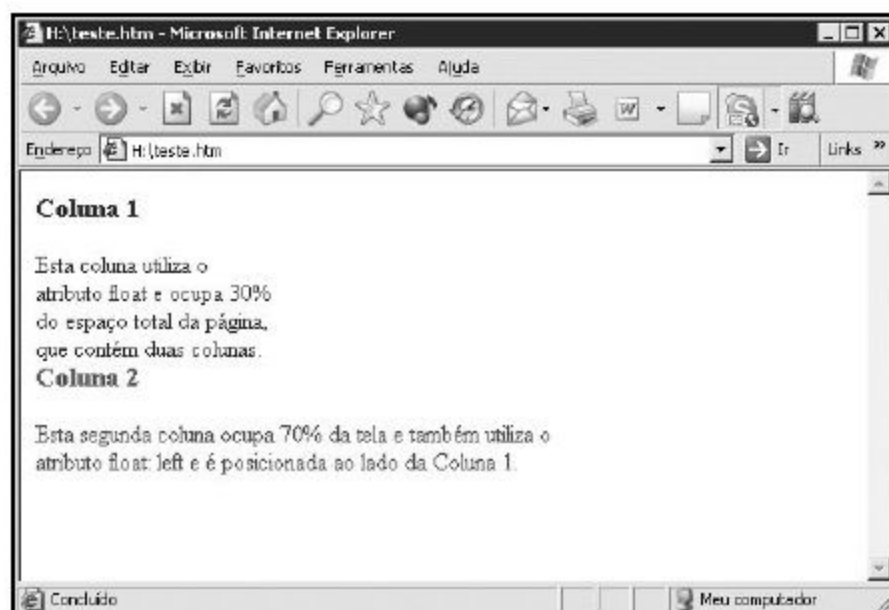 H:\teste.htm - Microsoft Internet Explorer
Arquivo Editar Exibir Favoritos Ferramentas Ajuda
W
Endereço H:\teste.htm Ir Links »
Coluna 1
Esta coluna utiliza o
atributo float e ocupa 30%
do espaço total da página,
que contém duas colunas.
Coluna 2
Esta segunda coluna ocupa 70% da tela e também utiliza o
atributo float: left e é posicionada ao lado da Coluna 1.
Concluído Meu computador